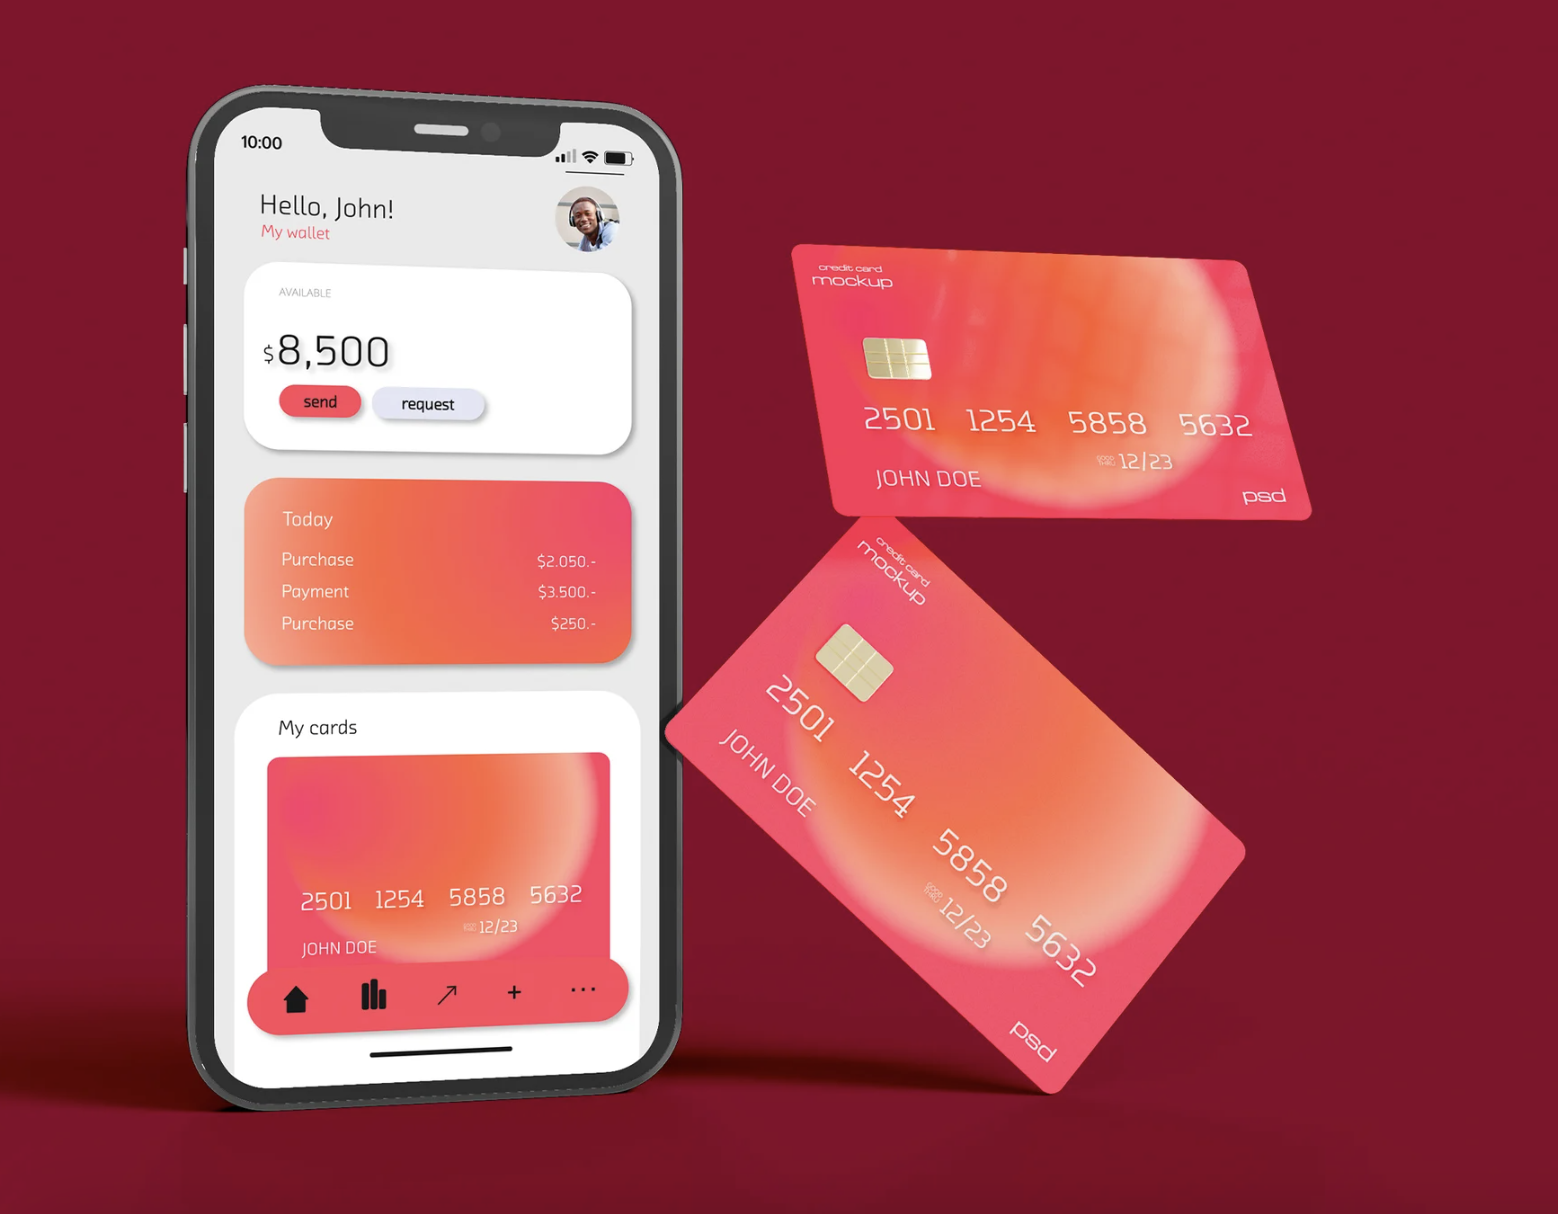 10:00
Hello, John!
My wallet
AVAILABLE
$8,500
send request
Today
Purchase $2.050.-
Payment $3.500.-
Purchase $250.-
My cards
2501 1254 5858 5632
12/23
JOHN DOE
credit card
mockup
2501 1254 5858 5632
12/23
JOHN DOE
psd
credit card
mockup
2501 1254 5858 5632
12/23
JOHN DOE
psd